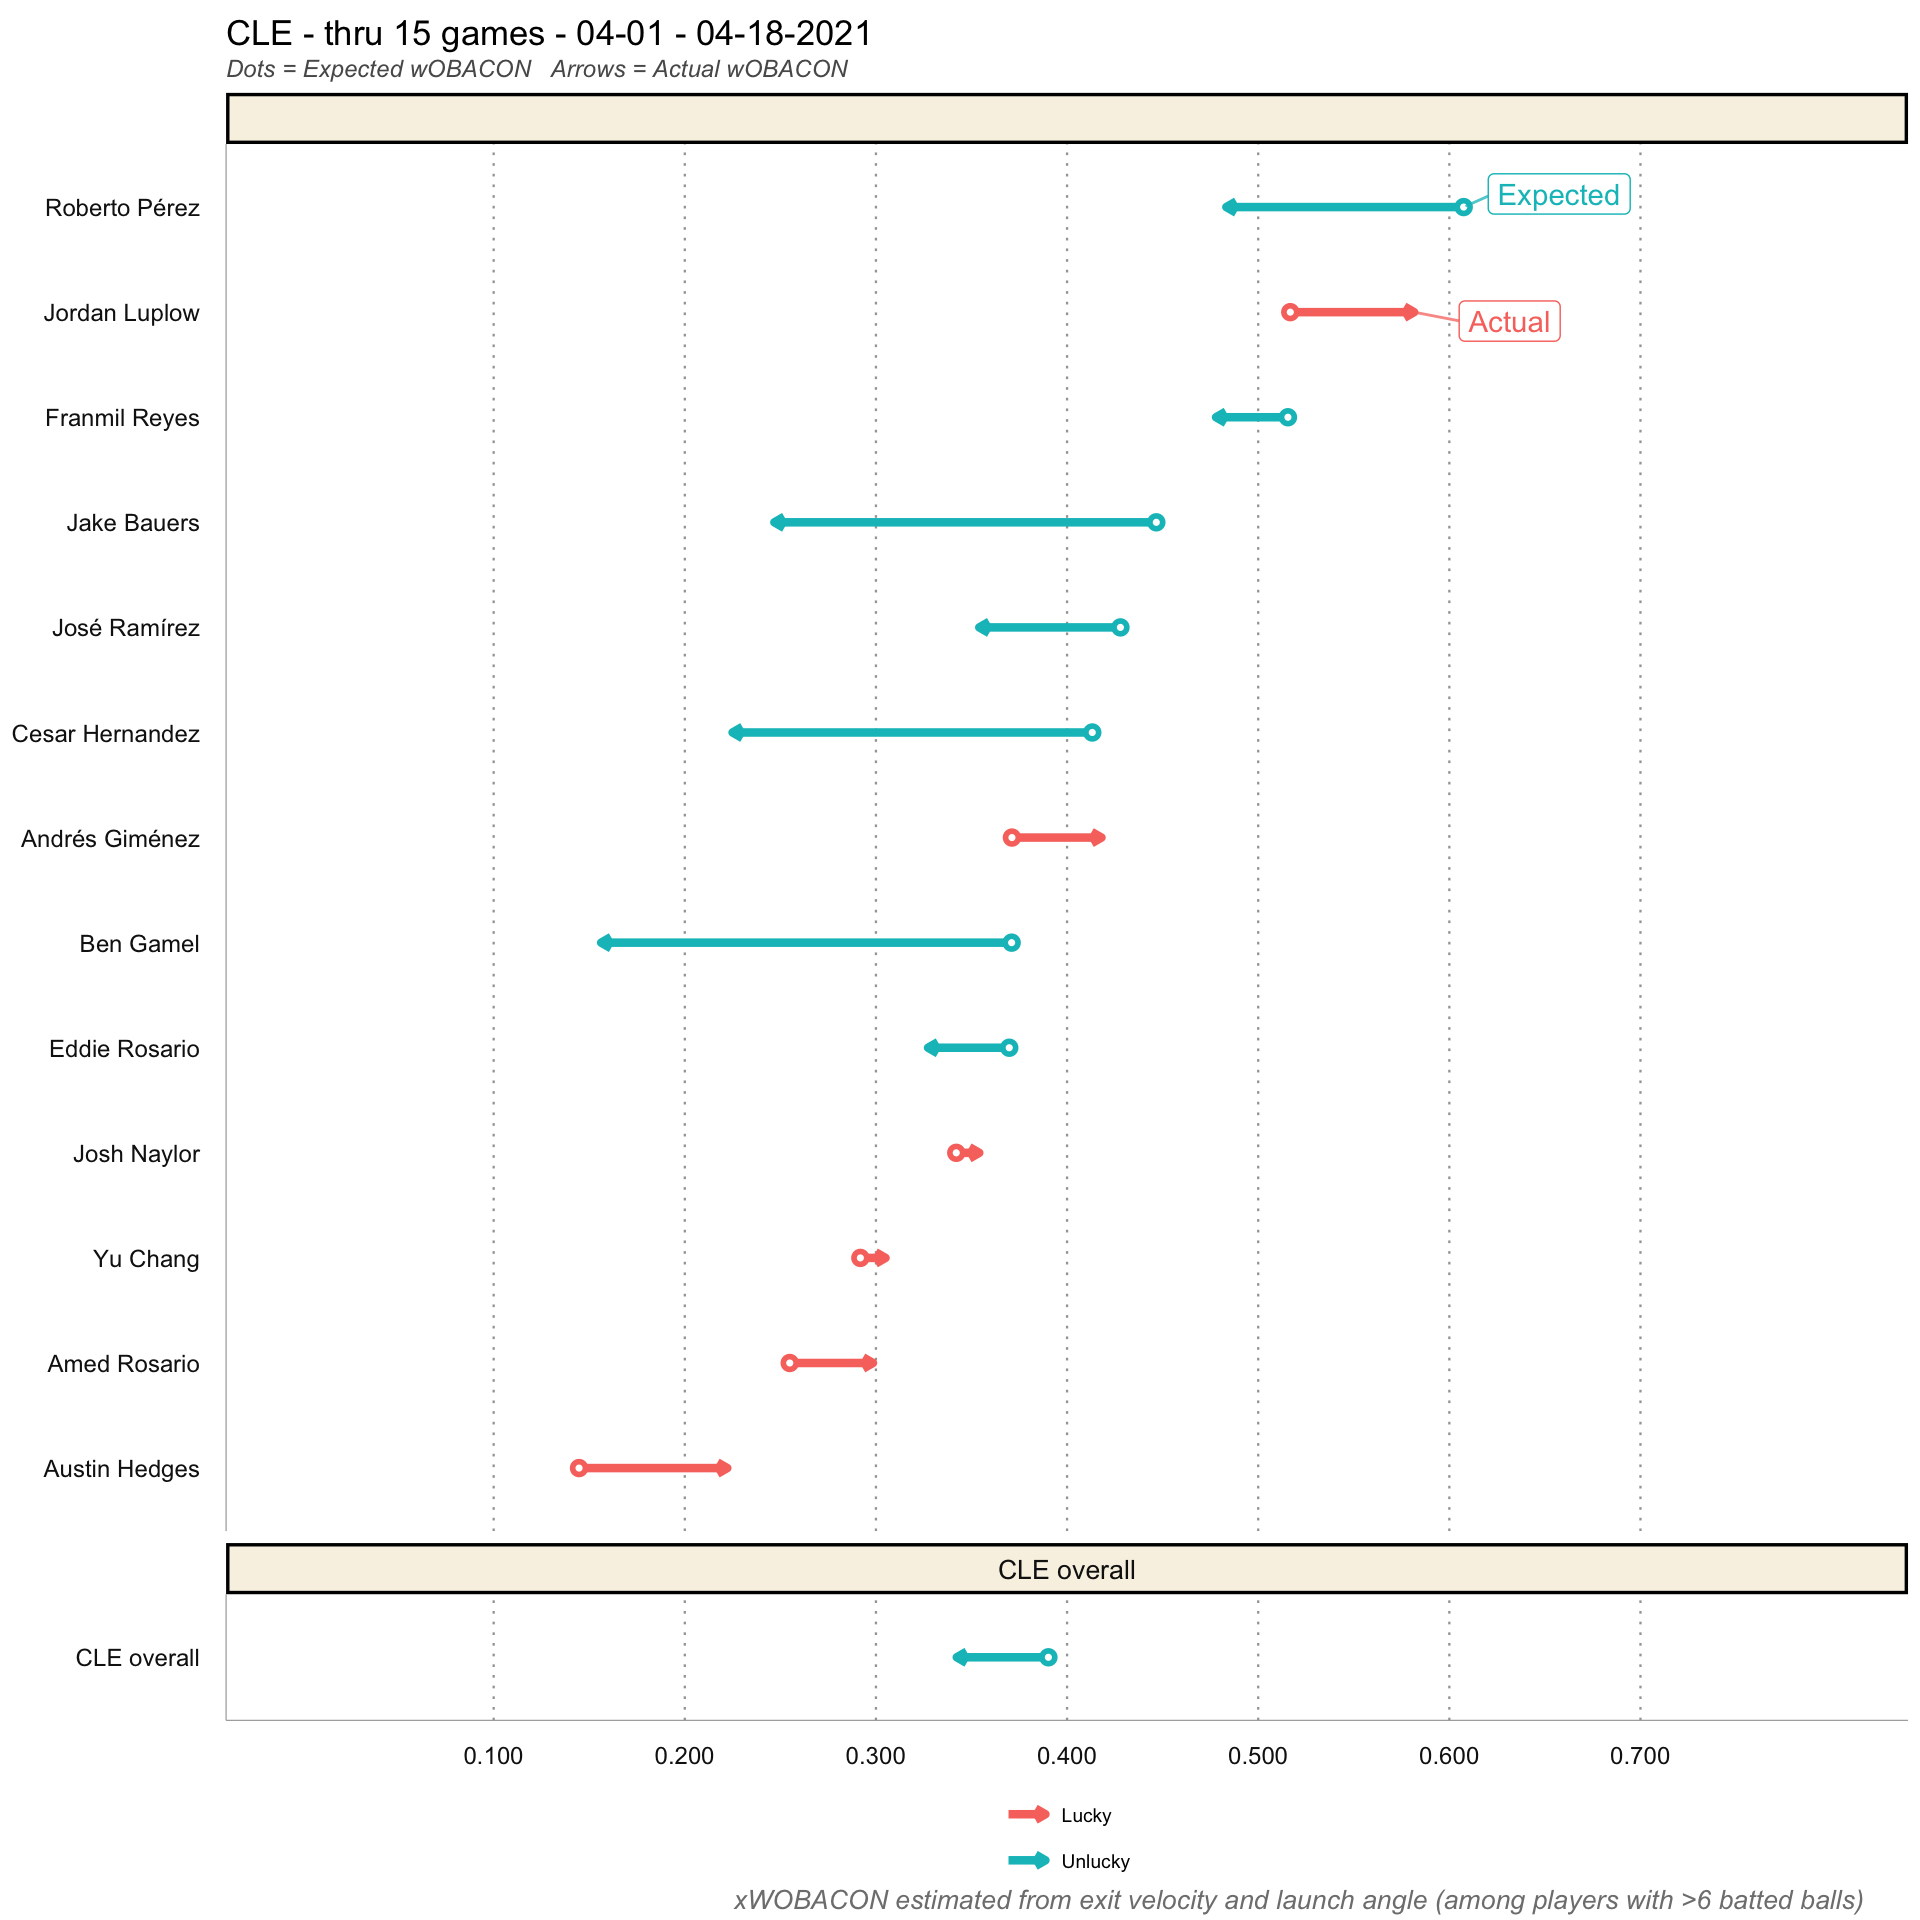 CLE - thru 15 games - 04-01 - 04-18-2021
Dots = Expected wOBACON   Arrows = Actual wOBACON
Roberto Pérez
Expected
Jordan Luplow
Actual
Franmil Reyes
Jake Bauers
José Ramírez
Cesar Hernandez
Andrés Giménez
Ben Gamel
Eddie Rosario
Josh Naylor
Yu Chang
Amed Rosario
Austin Hedges
CLE overall
CLE overall
0.100 0.200 0.300 0.400 0.500 0.600 0.700
Lucky
Unlucky
xWOBACON estimated from exit velocity and launch angle (among players with >6 batted balls)